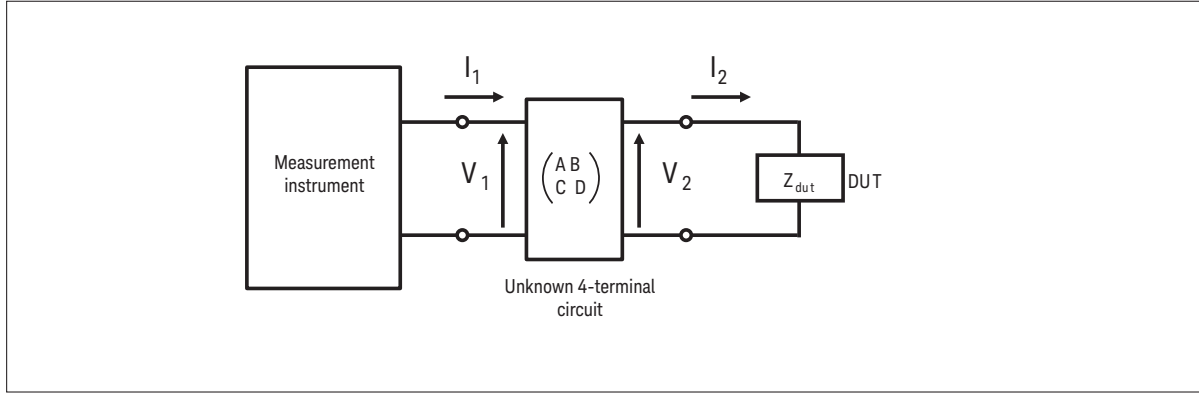 I1
I2
Measurement
instrument
V1
A B
C D
V2
Zdut
DUT
Unknown 4-terminal
circuit